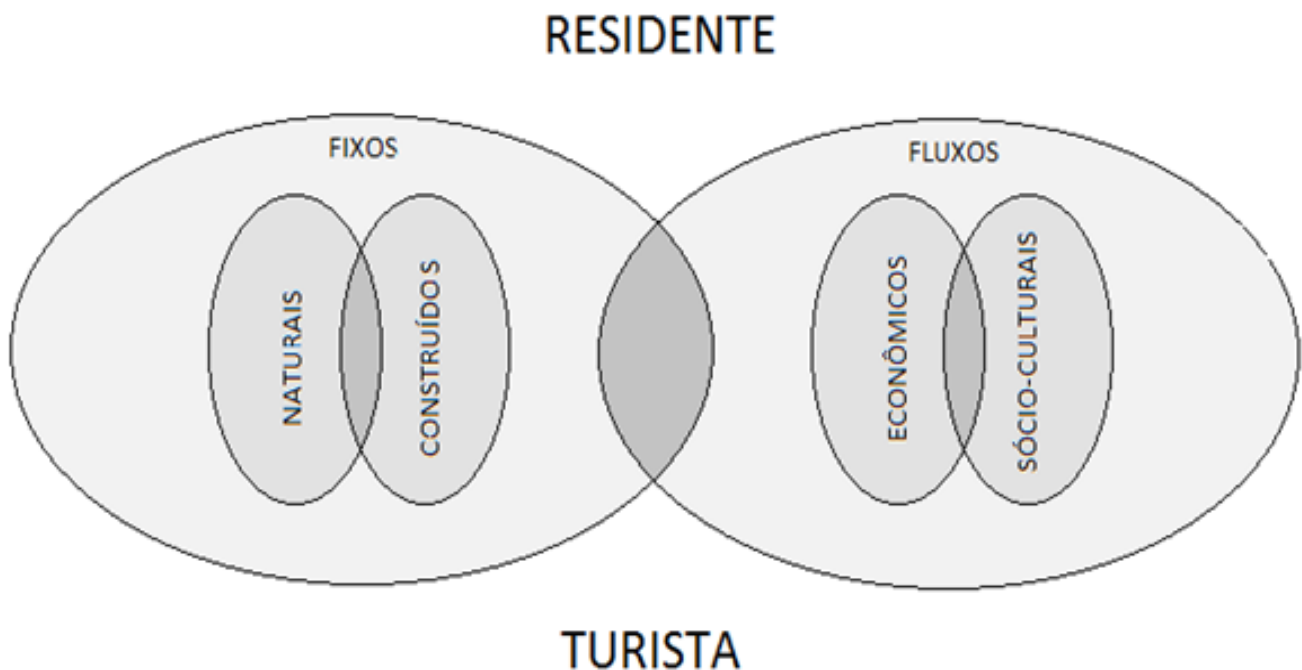 RESIDENTE
FIXOS
FLUXOS
NATURAIS
CONSTRUÍDOS
ECONÔMICOS
SÓCIO-CULTURAIS
TURISTA